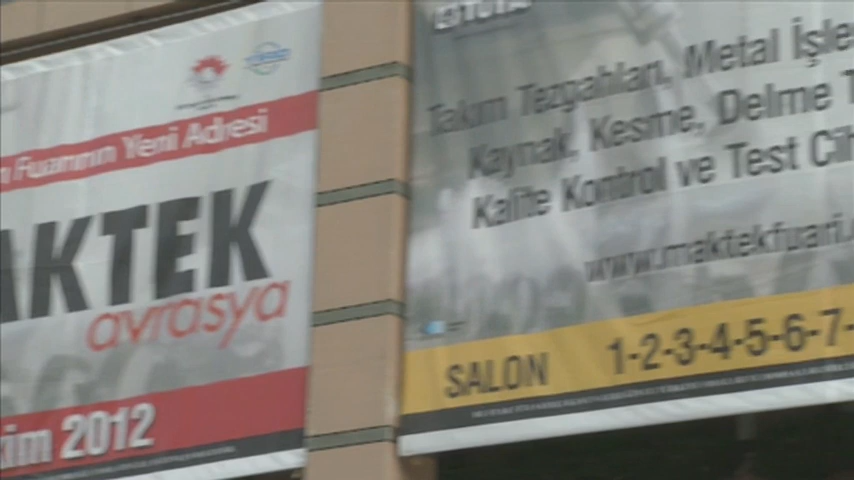 Fuarının Yeni Adresi
AKTEK
avrasya
kim 2012
Takım Tezgahları, Metal İşle
Kaynak, Kesme, Delme T
Kalite Kontrol ve Test Cih
www.maktekfuari.
SALON 1-2-3-4-5-6-7-